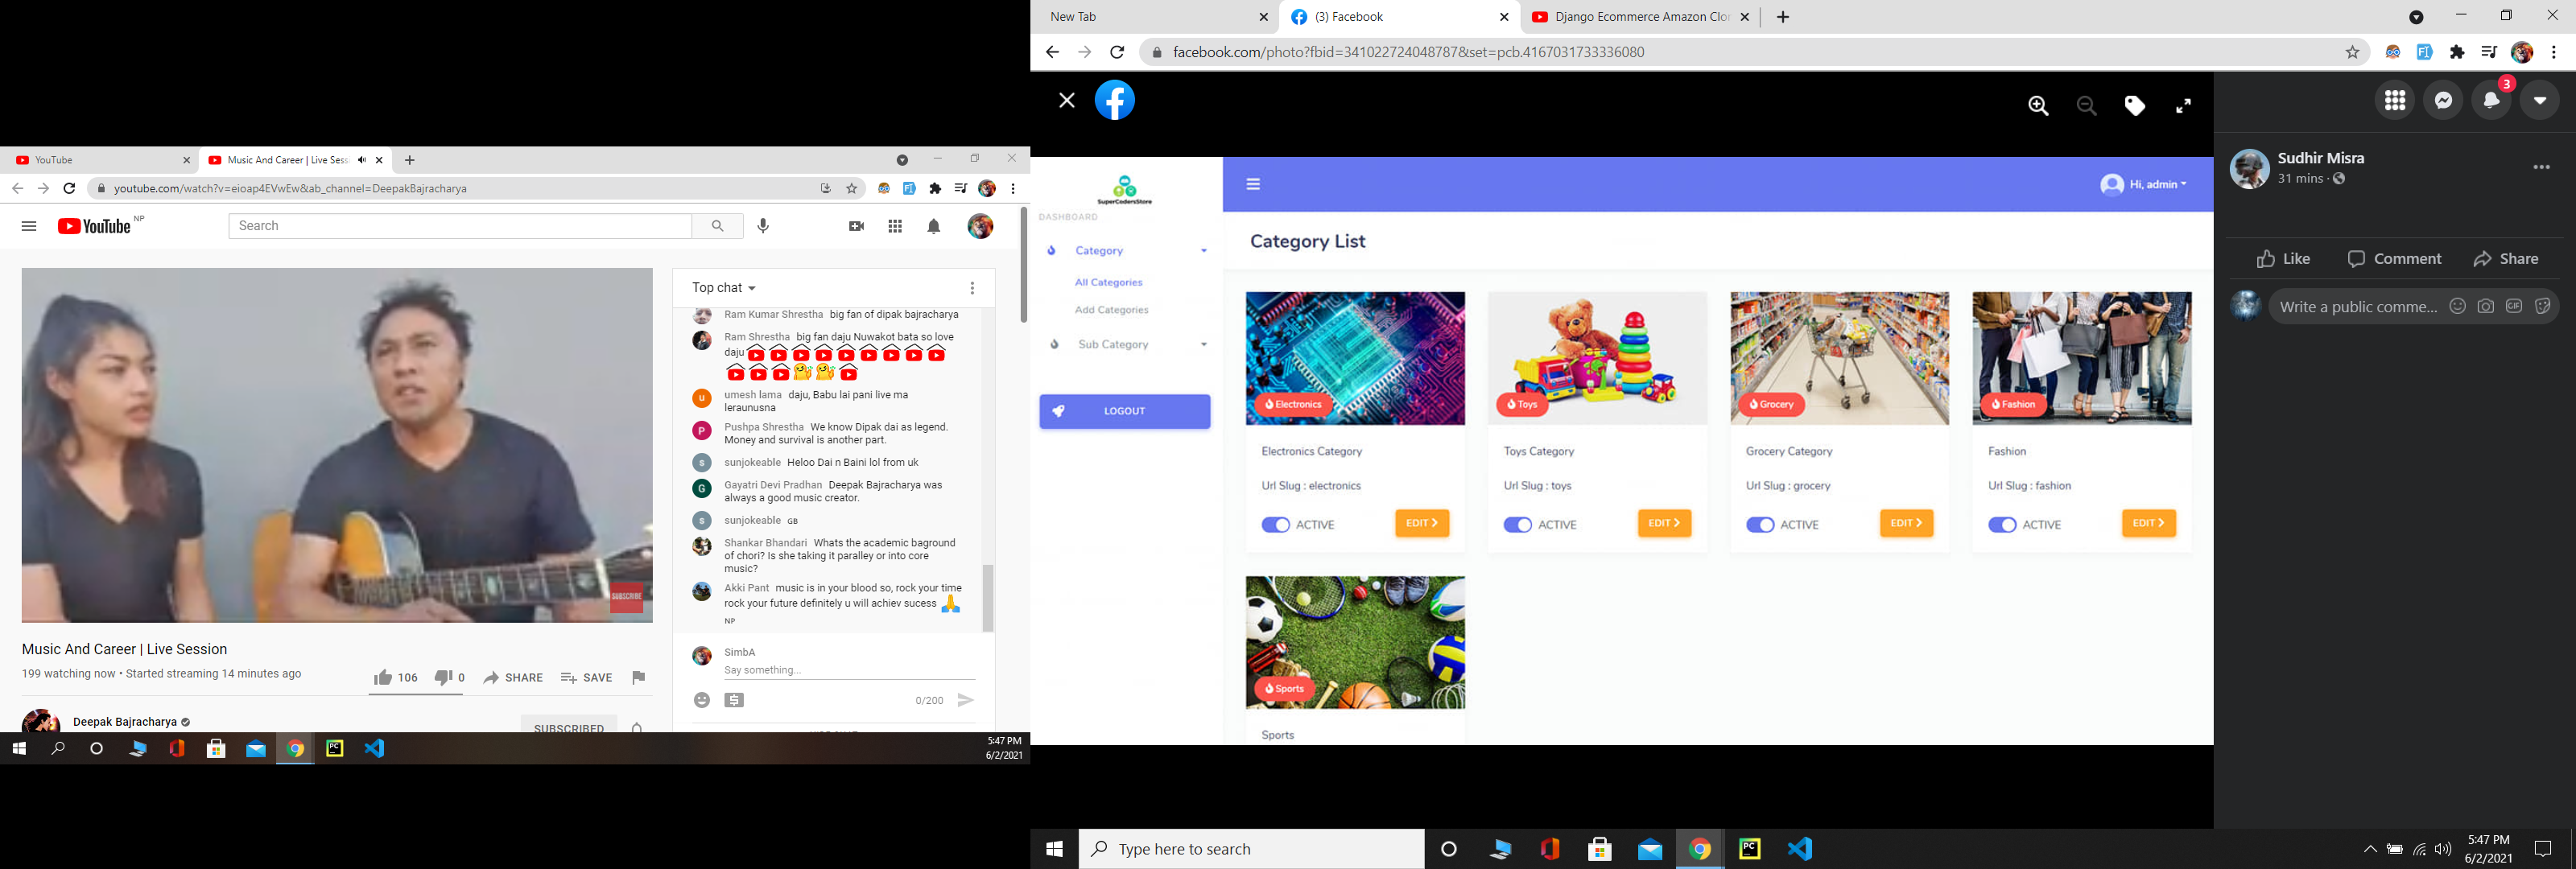 YouTube
Music And Career | Live Sess
youtube.com/watch?v=eioap4EVwEw&ab_channel=DeepakBajracharya
YouTube NP
Search
SUBSCRIBE
Music And Career | Live Session
199 watching now • Started streaming 14 minutes ago
106
0
SHARE
SAVE
Deepak Bajracharya
SUBSCRIBED
Top chat
Ram Kumar Shrestha big fan of dipak bajracharya
Ram Shrestha big fan daju Nuwakot bata so love
daju
umesh lama daju, Babu lai pani live ma
leraunusna
Pushpa Shrestha We know Dipak dai as legend.
Money and survival is another part.
sunjokeable Heloo Dai n Baini lol from uk
Gayatri Devi Pradhan Deepak Bajracharya was
always a good music creator.
sunjokeable GB
Shankar Bhandari Whats the academic baground
of chori? Is she taking it paralley or into core
music?
Akki Pant music is in your blood so, rock your time
rock your future definitely u will achiev sucess
NP
SimbA
Say something...
0/200
5:47 PM
6/2/2021
New Tab
(3) Facebook
Django Ecommerce Amazon Clor
facebook.com/photo?fbid=341022724048787&set=pcb.4167031733336080
SuperCodersStore
DASHBOARD
Category
All Categories
Add Categories
Sub Category
LOGOUT
Hi, admin
Category List
Electronics
Toys
Grocery
Fashion
Electronics Category
Toys Category
Grocery Category
Fashion
Url Slug : electronics
Url Slug : toys
Url Slug : grocery
Url Slug : fashion
ACTIVE
EDIT
ACTIVE
EDIT
ACTIVE
EDIT
ACTIVE
EDIT
Sports
Sports
3
Sudhir Misra
31 mins ·
Like
Comment
Share
Write a public comme...
GIF
Type here to search
5:47 PM
6/2/2021